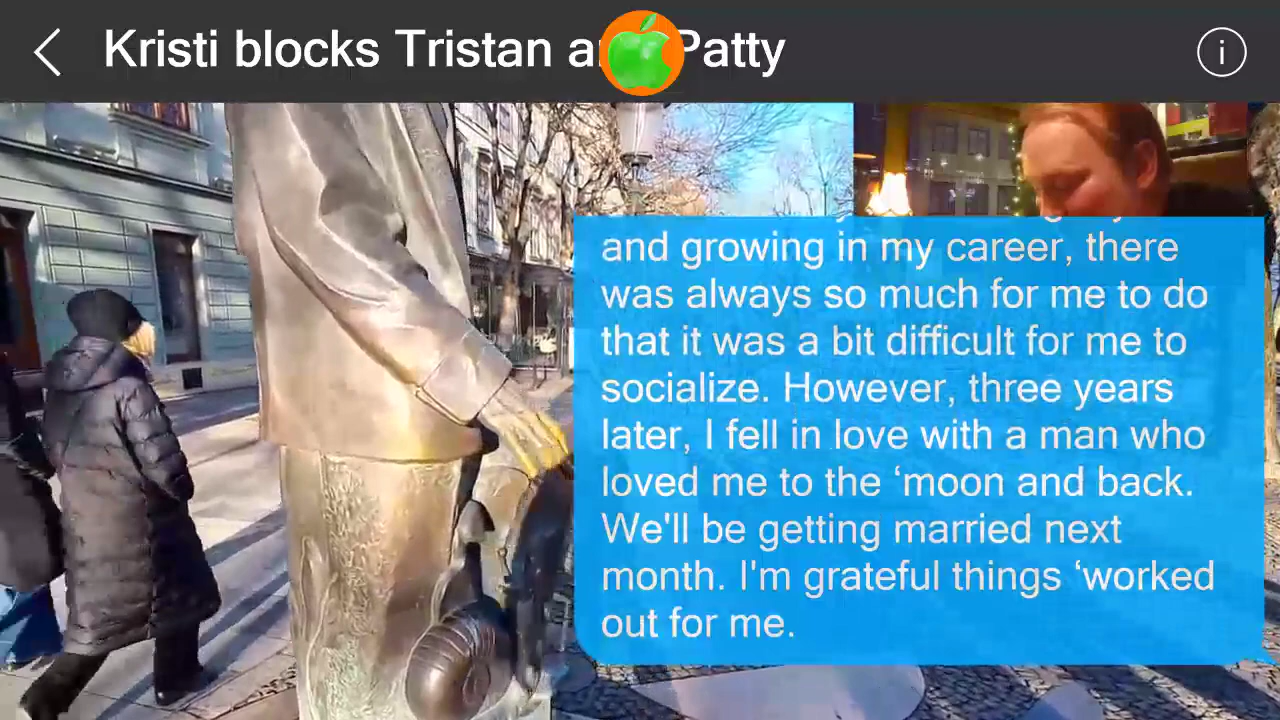 Kristi blocks Tristan a Patty
and growing in my career, there
was always so much for me to do
that it was a bit difficult for me to
socialize. However, three years
later, I fell in love with a man who
loved me to the ‘moon and back.
We'll be getting married next
month. I'm grateful things ‘worked
out for me.